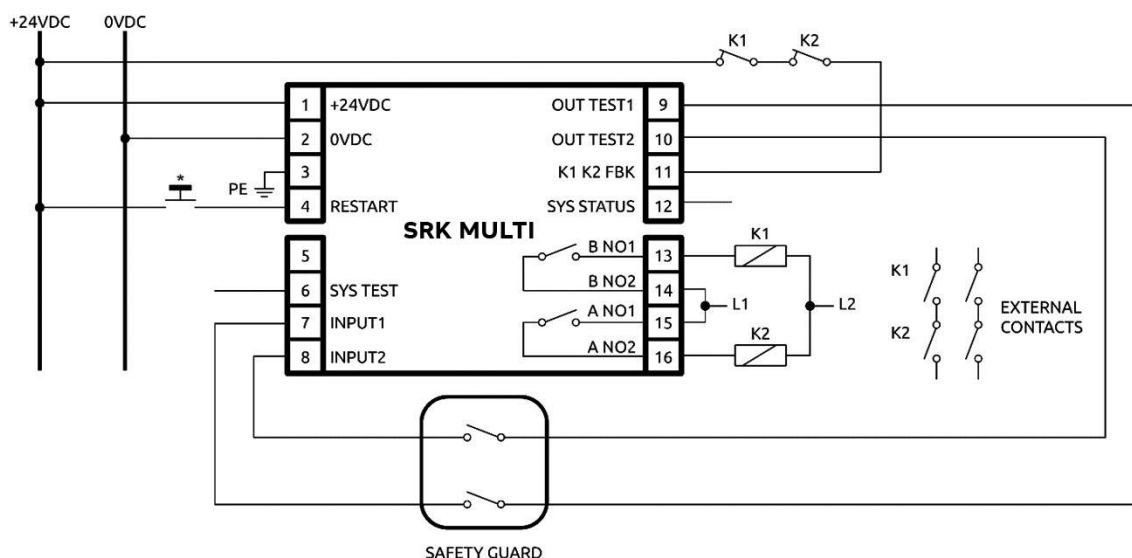 +24VDC 0VDC
K1 K2
1 +24VDC OUT TEST1 9
2 0VDC OUT TEST2 10
PE 3 K1 K2 FBK 11
*
4 RESTART SYS STATUS 12
SRK MULTI
5 B NO1 13 K1
6 SYS TEST B NO2 14
L1 L2
7 INPUT1 A NO1 15
8 INPUT2 A NO2 16 K2
K1
K2
EXTERNAL
CONTACTS
SAFETY GUARD